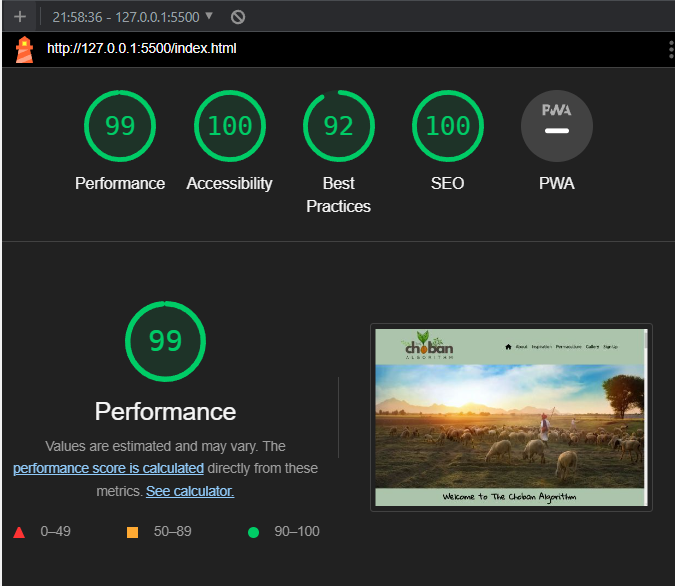 21:58:36 - 127.0.0.1:5500
http://127.0.0.1:5500/index.html
99
100
92
100
PWA
Performance
Accessibility
Best
Practices
SEO
PWA
99
Performance
Values are estimated and may vary. The
performance score is calculated directly from these
metrics. See calculator.
0–49
50–89
90–100
choban
ALGORITHM
About Inspiration Permaculture Gallery Sign Up
Welcome to The Choban Algorithm